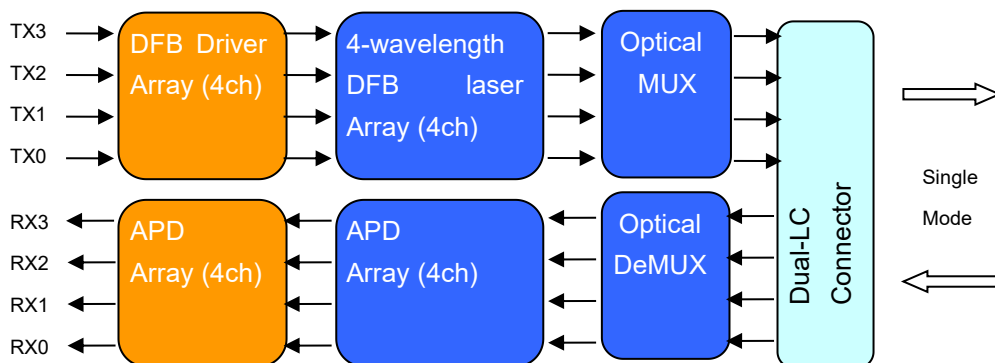 TX3
TX2
TX1
TX0
DFB Driver
Array (4ch)
4-wavelength
DFB laser
Array (4ch)
Optical
MUX
RX3
RX2
RX1
RX0
APD
Array (4ch)
APD
Array (4ch)
Optical
DeMUX
Dual-LC
Connector
Single
Mode